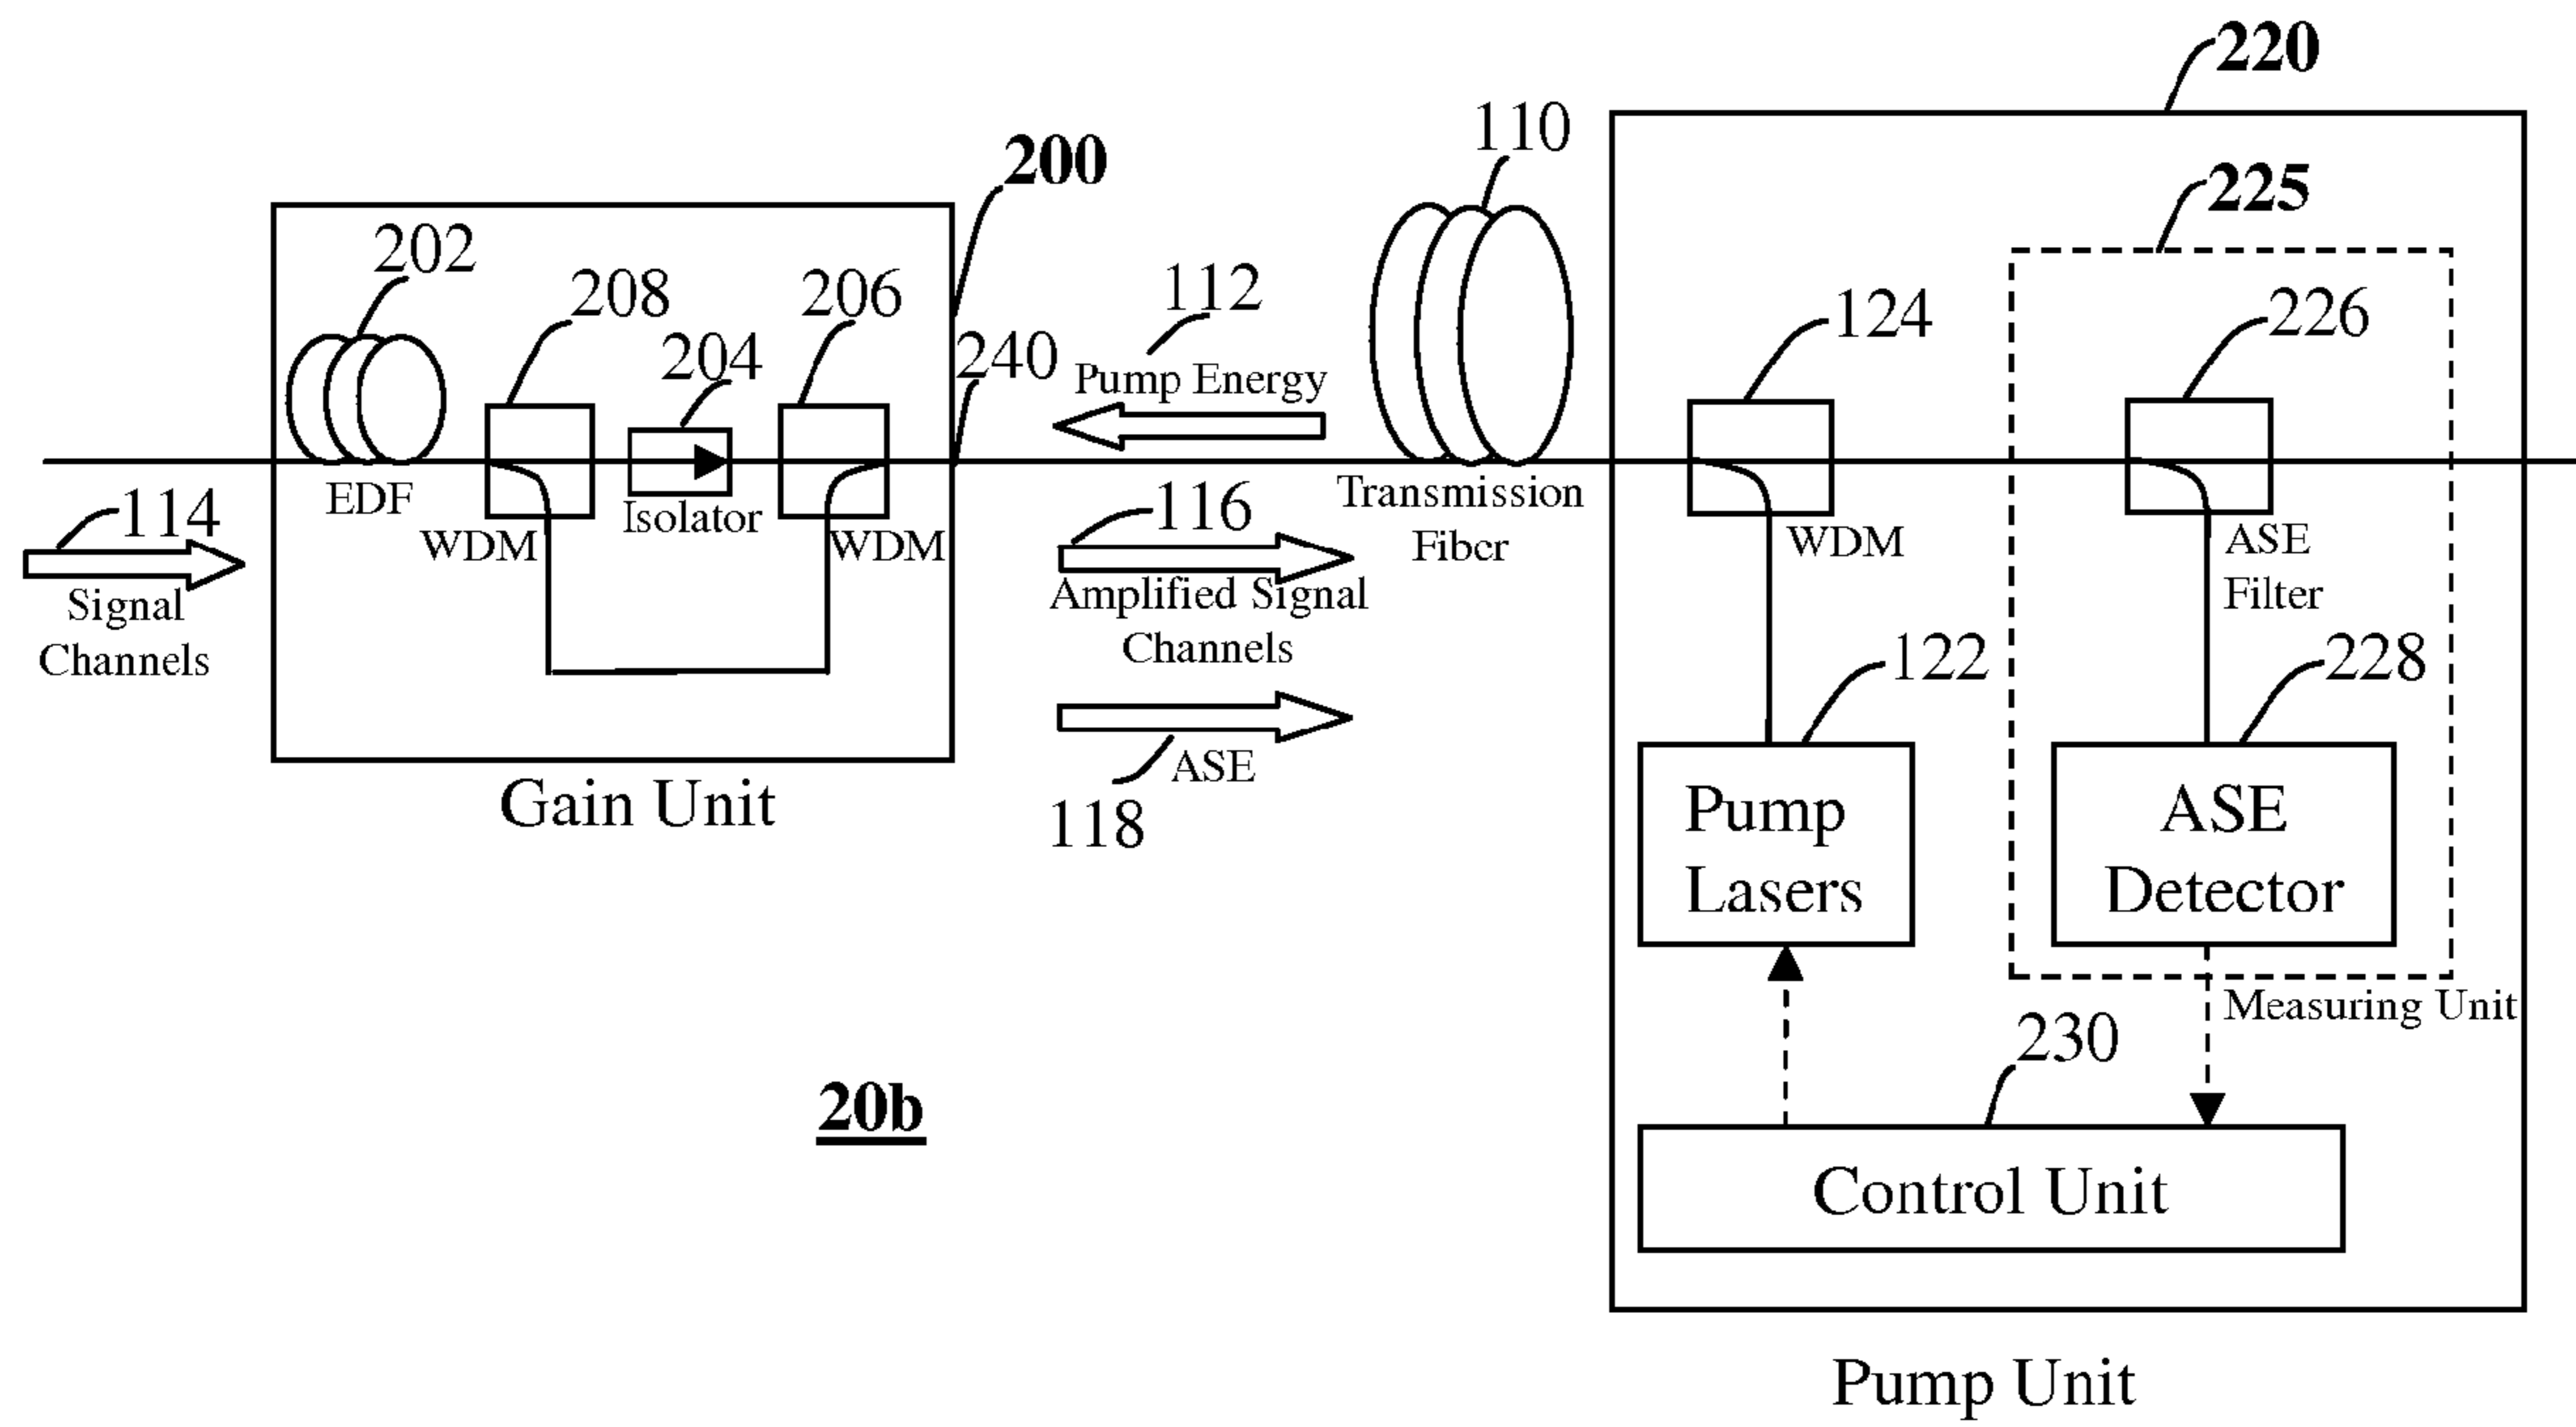 220
110
200
225
202
208
206
112
204
240
124
226
Pump Energy
114
EDF
WDM
Isolator
WDM
116
Transmission
Fiber
WDM
ASE
Filter
Signal
Channels
Amplified Signal
Channels
122
228
118
ASE
Gain Unit
Pump
Lasers
ASE
Detector
Measuring Unit
230
20b
Control Unit
Pump Unit